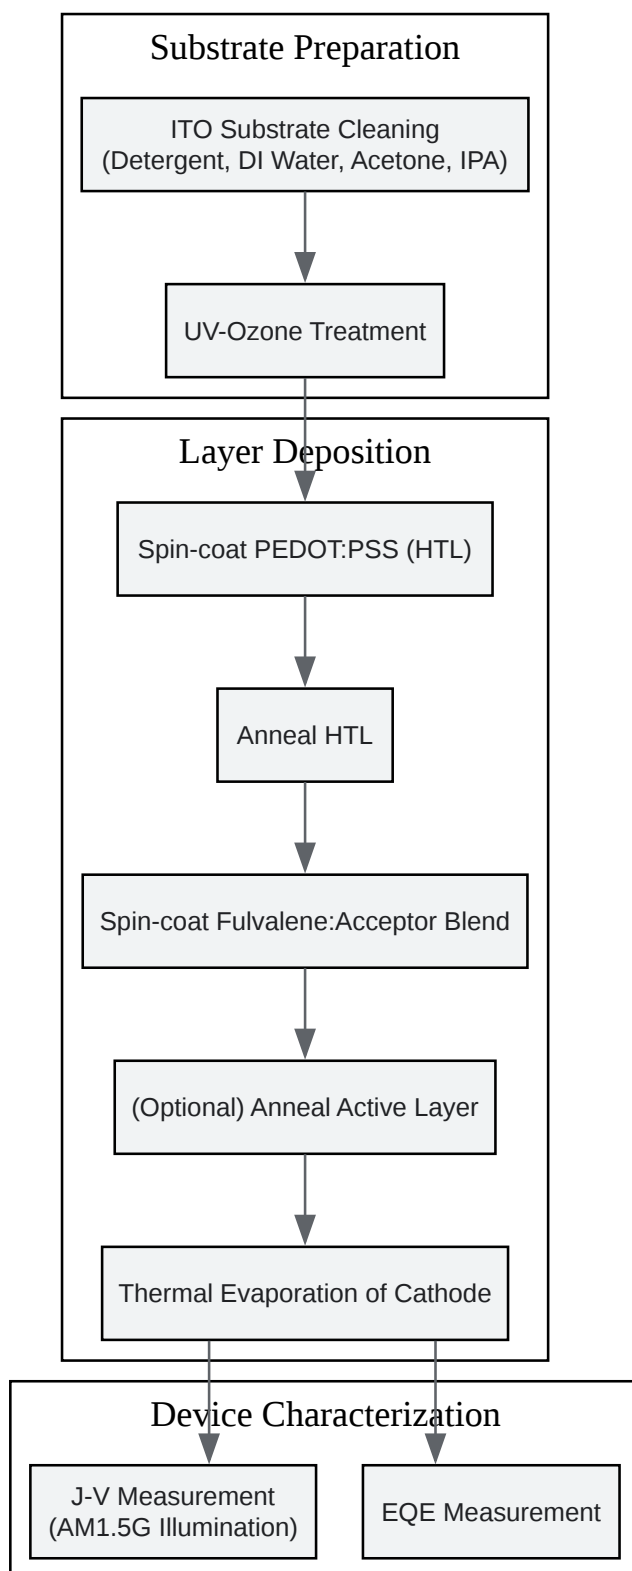 Substrate Preparation
ITO Substrate Cleaning
(Detergent, DI Water, Acetone, IPA)
UV-Ozone Treatment
Layer Deposition
Spin-coat PEDOT:PSS (HTL)
Anneal HTL
Spin-coat Fulvalene:Acceptor Blend
(Optional) Anneal Active Layer
Thermal Evaporation of Cathode
Device Characterization
J-V Measurement
(AM1.5G Illumination)
EQE Measurement